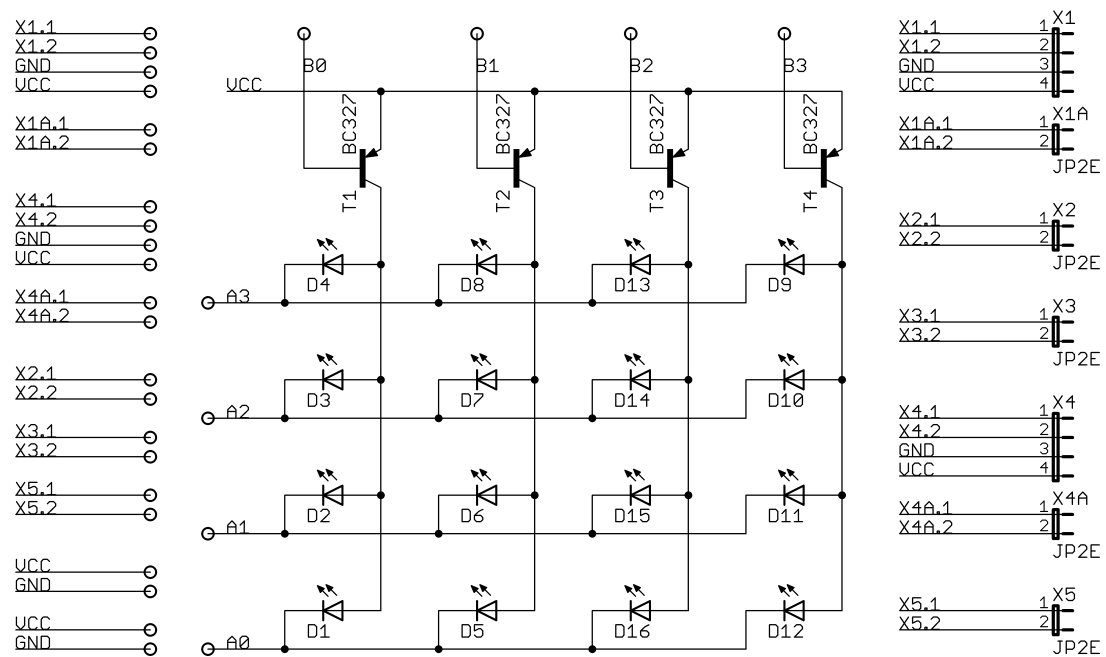 X1.1
X1.2
GND
VCC
X1A.1
X1A.2
X4.1
X4.2
GND
VCC
X4A.1
X4A.2
X2.1
X2.2
X3.1
X3.2
X5.1
X5.2
VCC
GND
VCC
GND
B0 B1 B2 B3
VCC
BC327 BC327 BC327 BC327
T1 T2 T3 T4
D4 D8 D13 D9
A3
D3 D7 D14 D10
A2
D2 D6 D15 D11
A1
D1 D5 D16 D12
A0
X1
X1.1 1
X1.2 2
GND 3
VCC 4
X1A
X1A.1 1
X1A.2 2
JP2E
X2
X2.1 1
X2.2 2
JP2E
X3
X3.1 1
X3.2 2
JP2E
X4
X4.1 1
X4.2 2
GND 3
VCC 4
X4A
X4A.1 1
X4A.2 2
JP2E
X5
X5.1 1
X5.2 2
JP2E